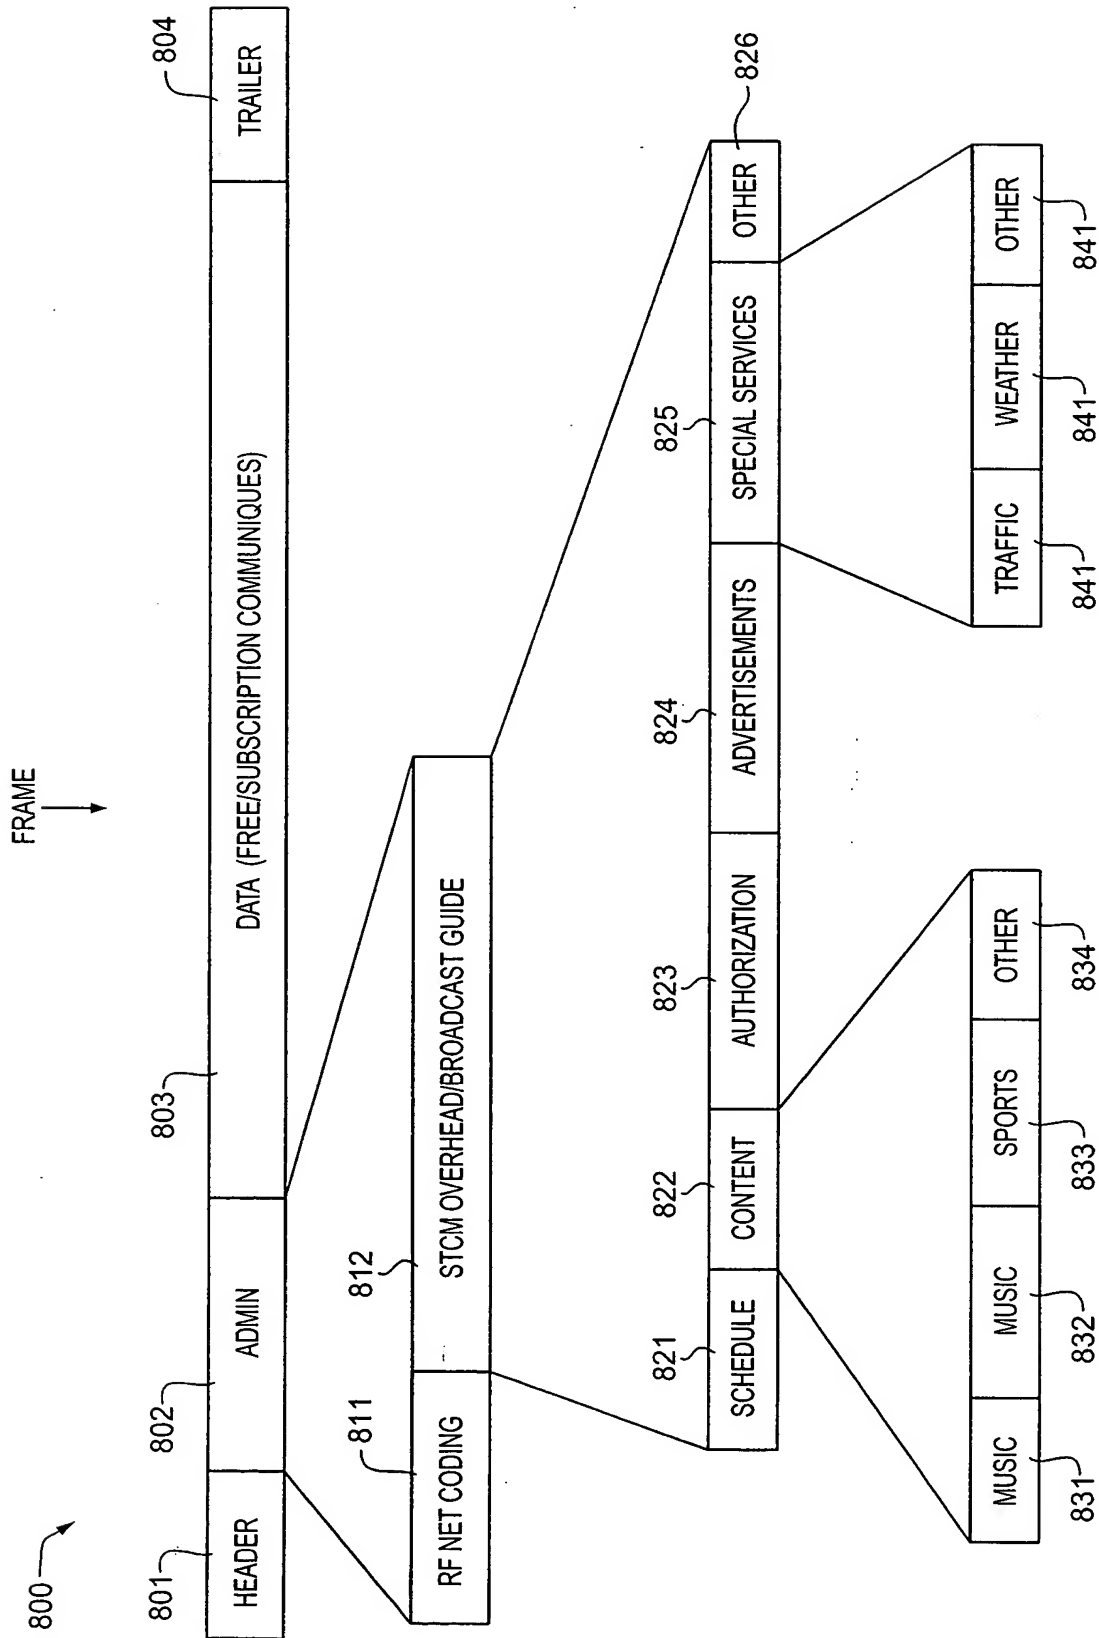 FRAME
800
801
802
803
804
HEADER
ADMIN
DATA (FREE/SUBSCRIPTION COMMUNIQUES)
TRAILER
811
812
RF NET CODING
STCM OVERHEAD/BROADCAST GUIDE
821
822
823
824
825
826
SCHEDULE
CONTENT
AUTHORIZATION
ADVERTISEMENTS
SPECIAL SERVICES
OTHER
MUSIC
MUSIC
SPORTS
OTHER
831
832
833
834
TRAFFIC
WEATHER
OTHER
841
841
841